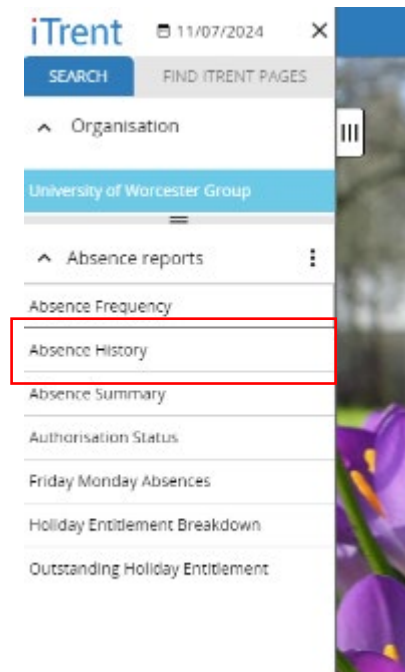 iTrent 11/07/2024
SEARCH FIND ITRENT PAGES
Organisation
University of Worcester Group
Absence reports
Absence Frequency
Absence History
Absence Summary
Authorisation Status
Friday Monday Absences
Holiday Entitlement Breakdown
Outstanding Holiday Entitlement